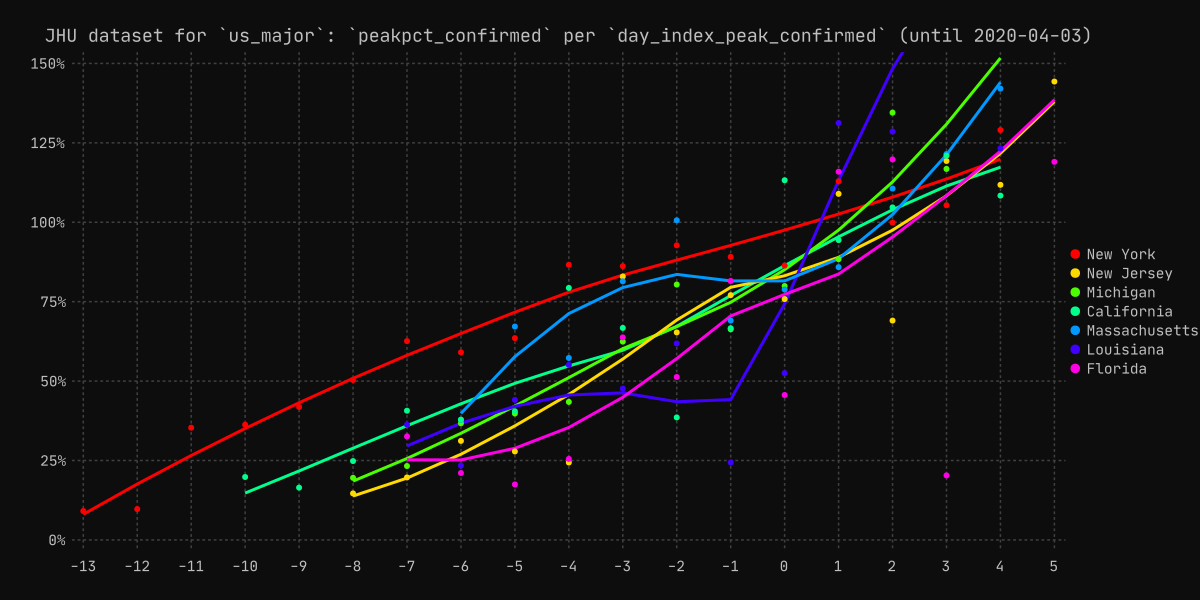 JHU dataset for `us_major`: `peakpct_confirmed` per `day_index_peak_confirmed` (until 2020-04-03)
150%
125%
100%
75%
50%
25%
0%
-13 -12 -11 -10 -9 -8 -7 -6 -5 -4 -3 -2 -1 0 1 2 3 4 5
New York
New Jersey
Michigan
California
Massachusetts
Louisiana
Florida